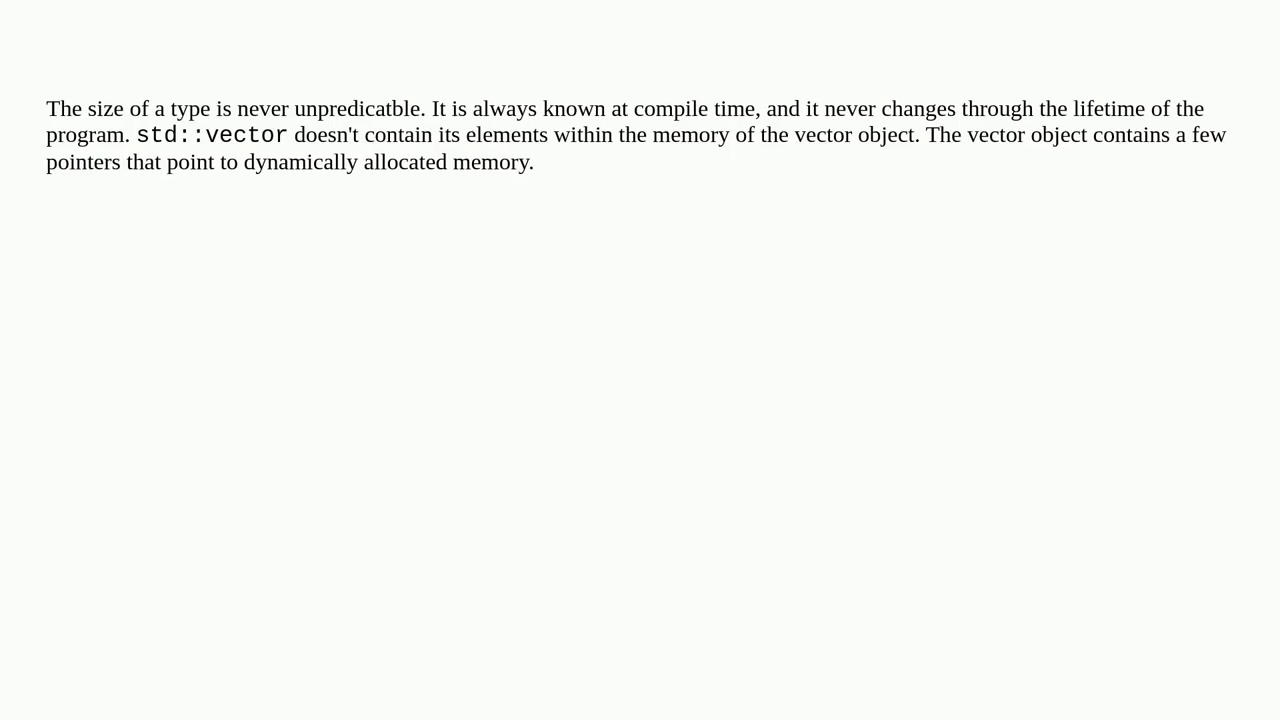 The size of a type is never unpredicatble. It is always known at compile time, and it never changes through the lifetime of the
program. std::vector doesn't contain its elements within the memory of the vector object. The vector object contains a few
pointers that point to dynamically allocated memory.